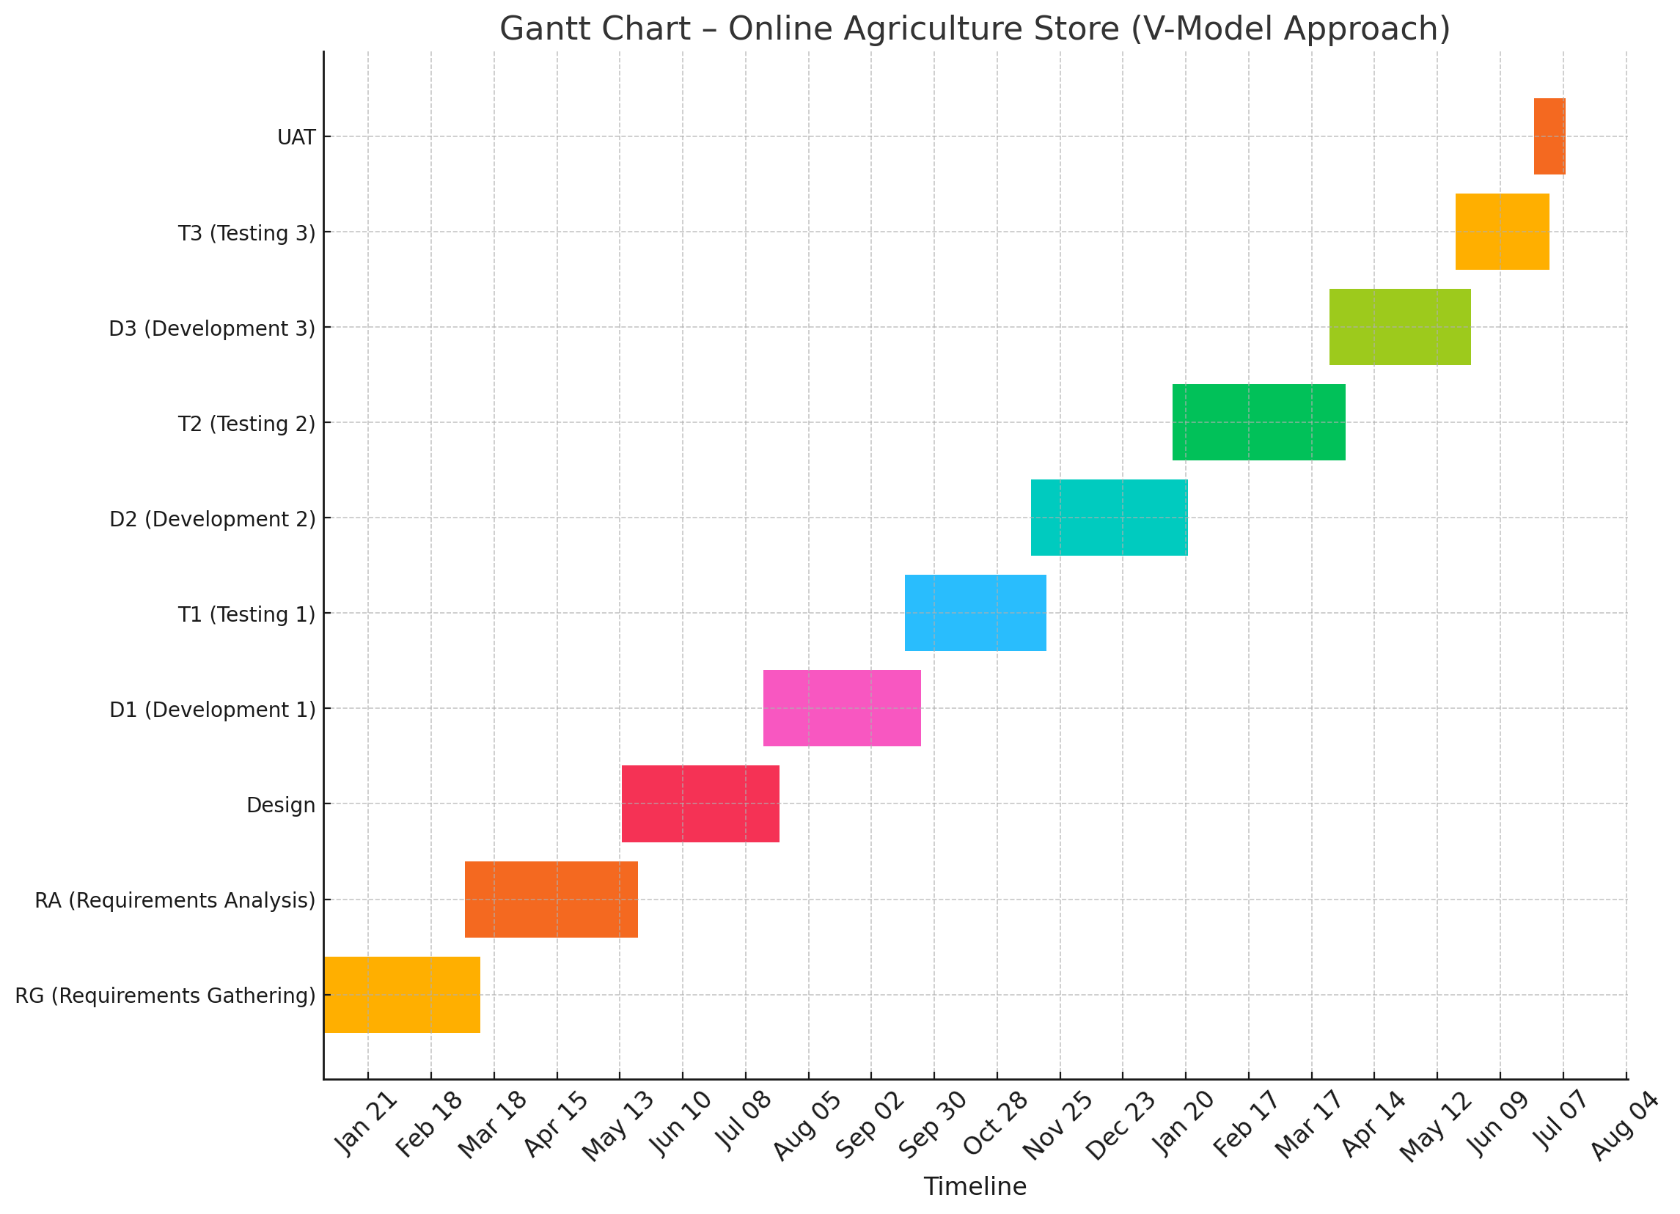 Gantt Chart – Online Agriculture Store (V-Model Approach)
UAT
T3 (Testing 3)
D3 (Development 3)
T2 (Testing 2)
D2 (Development 2)
T1 (Testing 1)
D1 (Development 1)
Design
RA (Requirements Analysis)
RG (Requirements Gathering)
Jan 21
Feb 18
Mar 18
Apr 15
May 13
Jun 10
Jul 08
Aug 05
Sep 02
Sep 30
Oct 28
Nov 25
Dec 23
Jan 20
Feb 17
Mar 17
Apr 14
May 12
Jun 09
Jul 07
Aug 04
Timeline